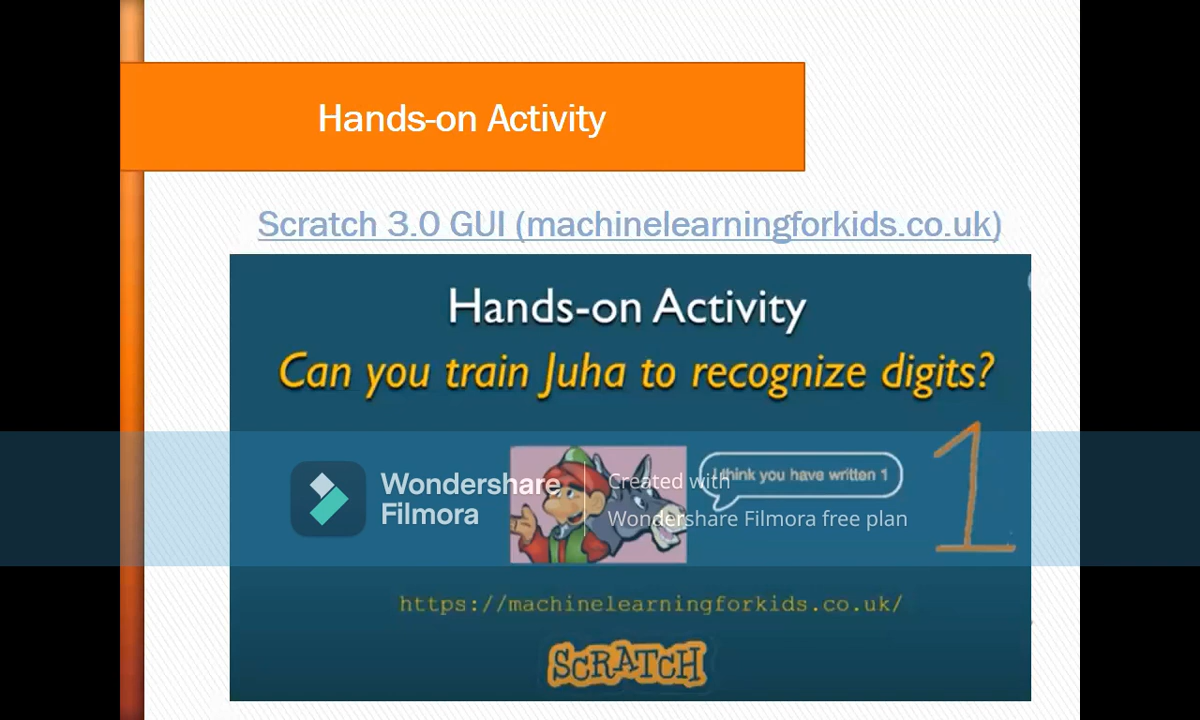 Hands-on Activity
Scratch 3.0 GUI (machinelearningforkids.co.uk)
Hands-on Activity
Can you train Juha to recognize digits?
I think you have written 1
1
Wondershare
Filmora
Created with
Wondershare Filmora free plan
https://machinelearningforkids.co.uk/
SCRATCH